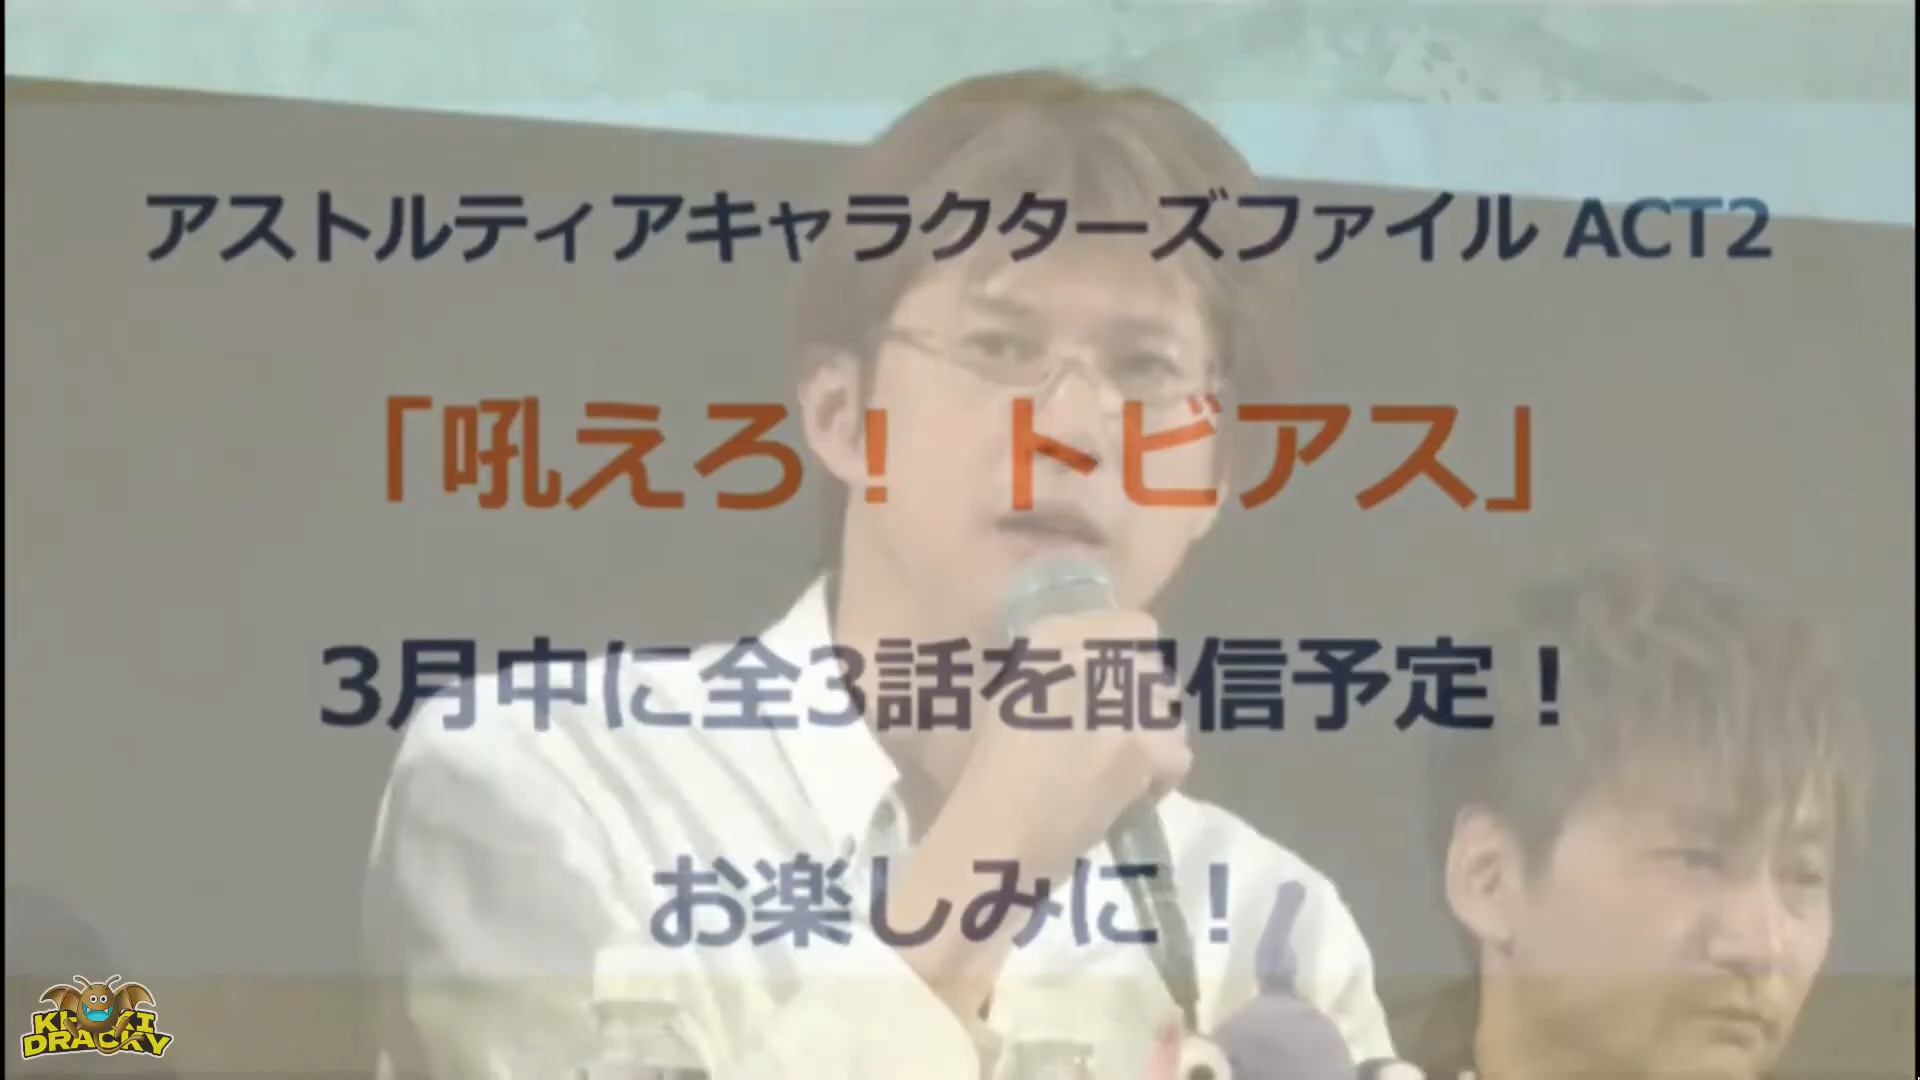 アストルティアキャラクターズファイル ACT2
「吼えろ! トビアス」
3月中に全3話を配信予定!
お楽しみに!
DRACKY